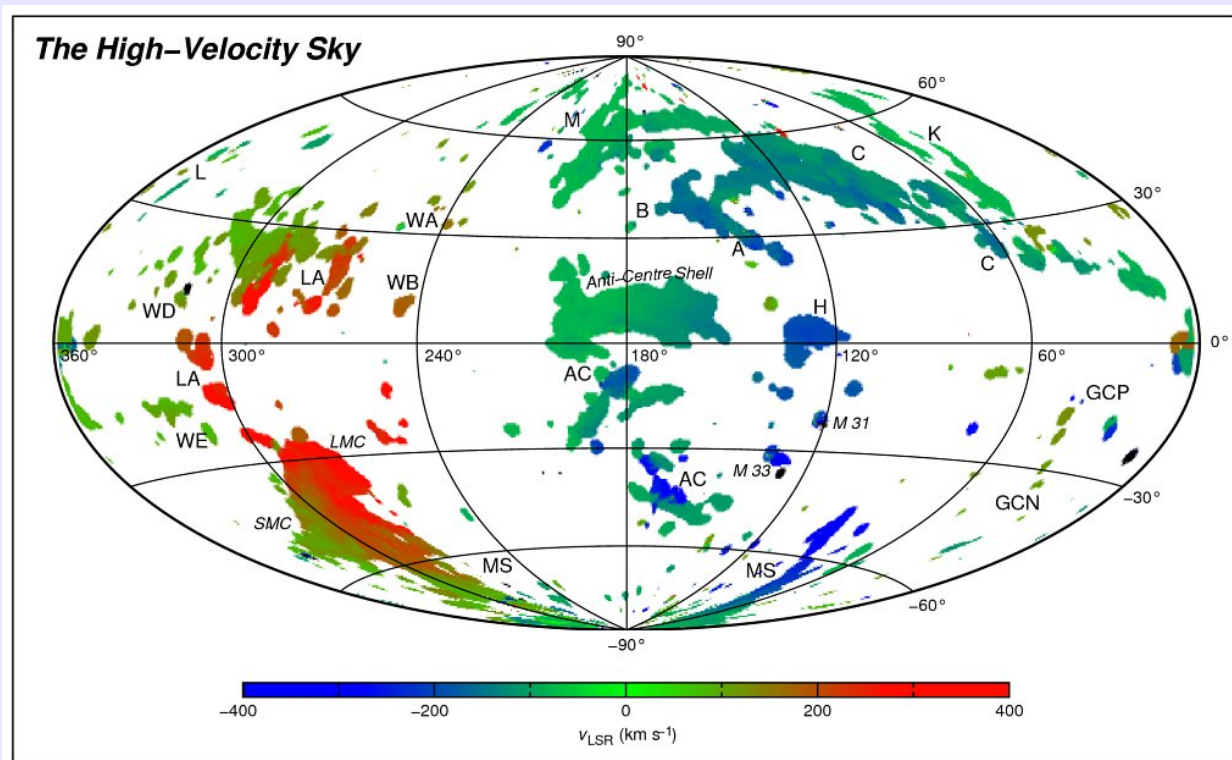 The High–Velocity Sky
90°
60°
M
K
C
L
30°
B
WA
A
C
Anti–Centre Shell
LA
WB
WD
H
360°
300°
240°
180°
120°
60°
0°
LA
AC
GCP
WE
LMC
M 31
M 33
AC
–30°
GCN
SMC
MS
MS
–60°
–90°
–400
–200
0
200
400
vLSR (km s–1)